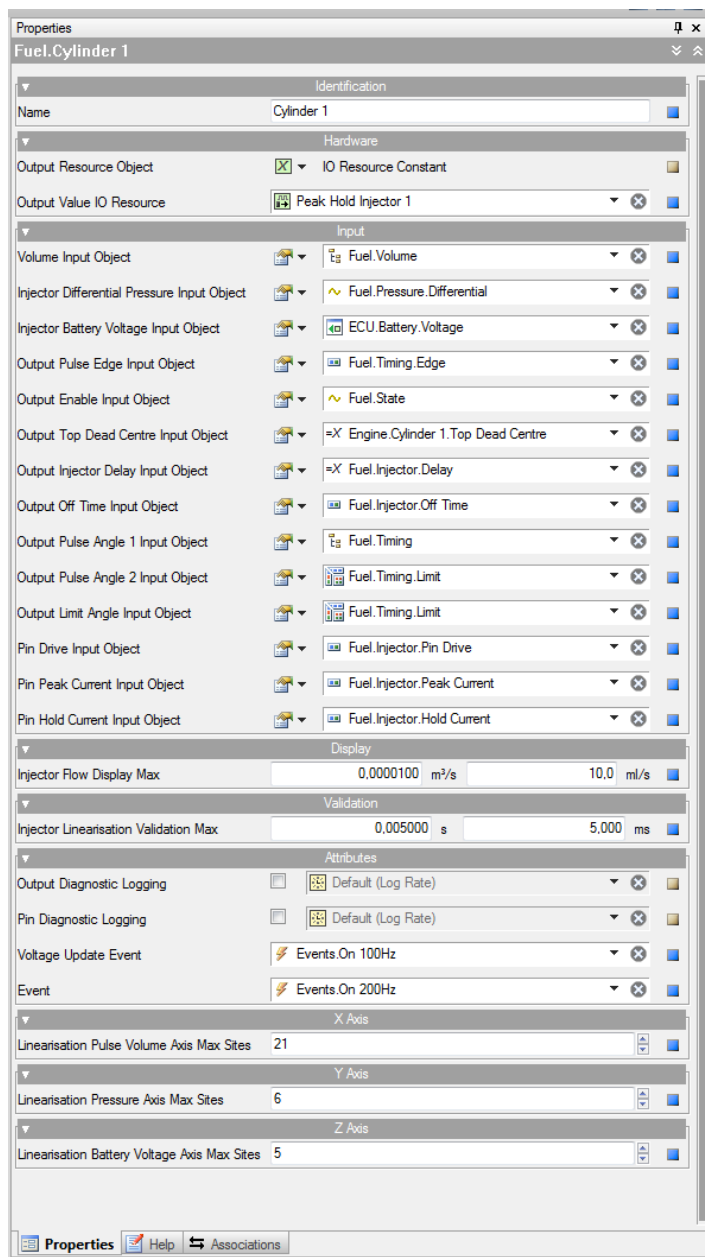 Properties
Fuel.Cylinder 1
Identification
Name Cylinder 1
Hardware
Output Resource Object X IO Resource Constant
Output Value IO Resource Peak Hold Injector 1
Input
Volume Input Object Fuel.Volume
Injector Differential Pressure Input Object Fuel.Pressure.Differential
Injector Battery Voltage Input Object ECU.Battery.Voltage
Output Pulse Edge Input Object Fuel.Timing.Edge
Output Enable Input Object Fuel.State
Output Top Dead Centre Input Object =X Engine.Cylinder 1.Top Dead Centre
Output Injector Delay Input Object =X Fuel.Injector.Delay
Output Off Time Input Object Fuel.Injector.Off Time
Output Pulse Angle 1 Input Object Fuel.Timing
Output Pulse Angle 2 Input Object Fuel.Timing.Limit
Output Limit Angle Input Object Fuel.Timing.Limit
Pin Drive Input Object Fuel.Injector.Pin Drive
Pin Peak Current Input Object Fuel.Injector.Peak Current
Pin Hold Current Input Object Fuel.Injector.Hold Current
Display
Injector Flow Display Max 0,0000100 m³/s 10,0 ml/s
Validation
Injector Linearisation Validation Max 0,005000 s 5,000 ms
Attributes
Output Diagnostic Logging Default (Log Rate)
Pin Diagnostic Logging Default (Log Rate)
Voltage Update Event Events.On 100Hz
Event Events.On 200Hz
X Axis
Linearisation Pulse Volume Axis Max Sites 21
Y Axis
Linearisation Pressure Axis Max Sites 6
Z Axis
Linearisation Battery Voltage Axis Max Sites 5
Properties Help Associations